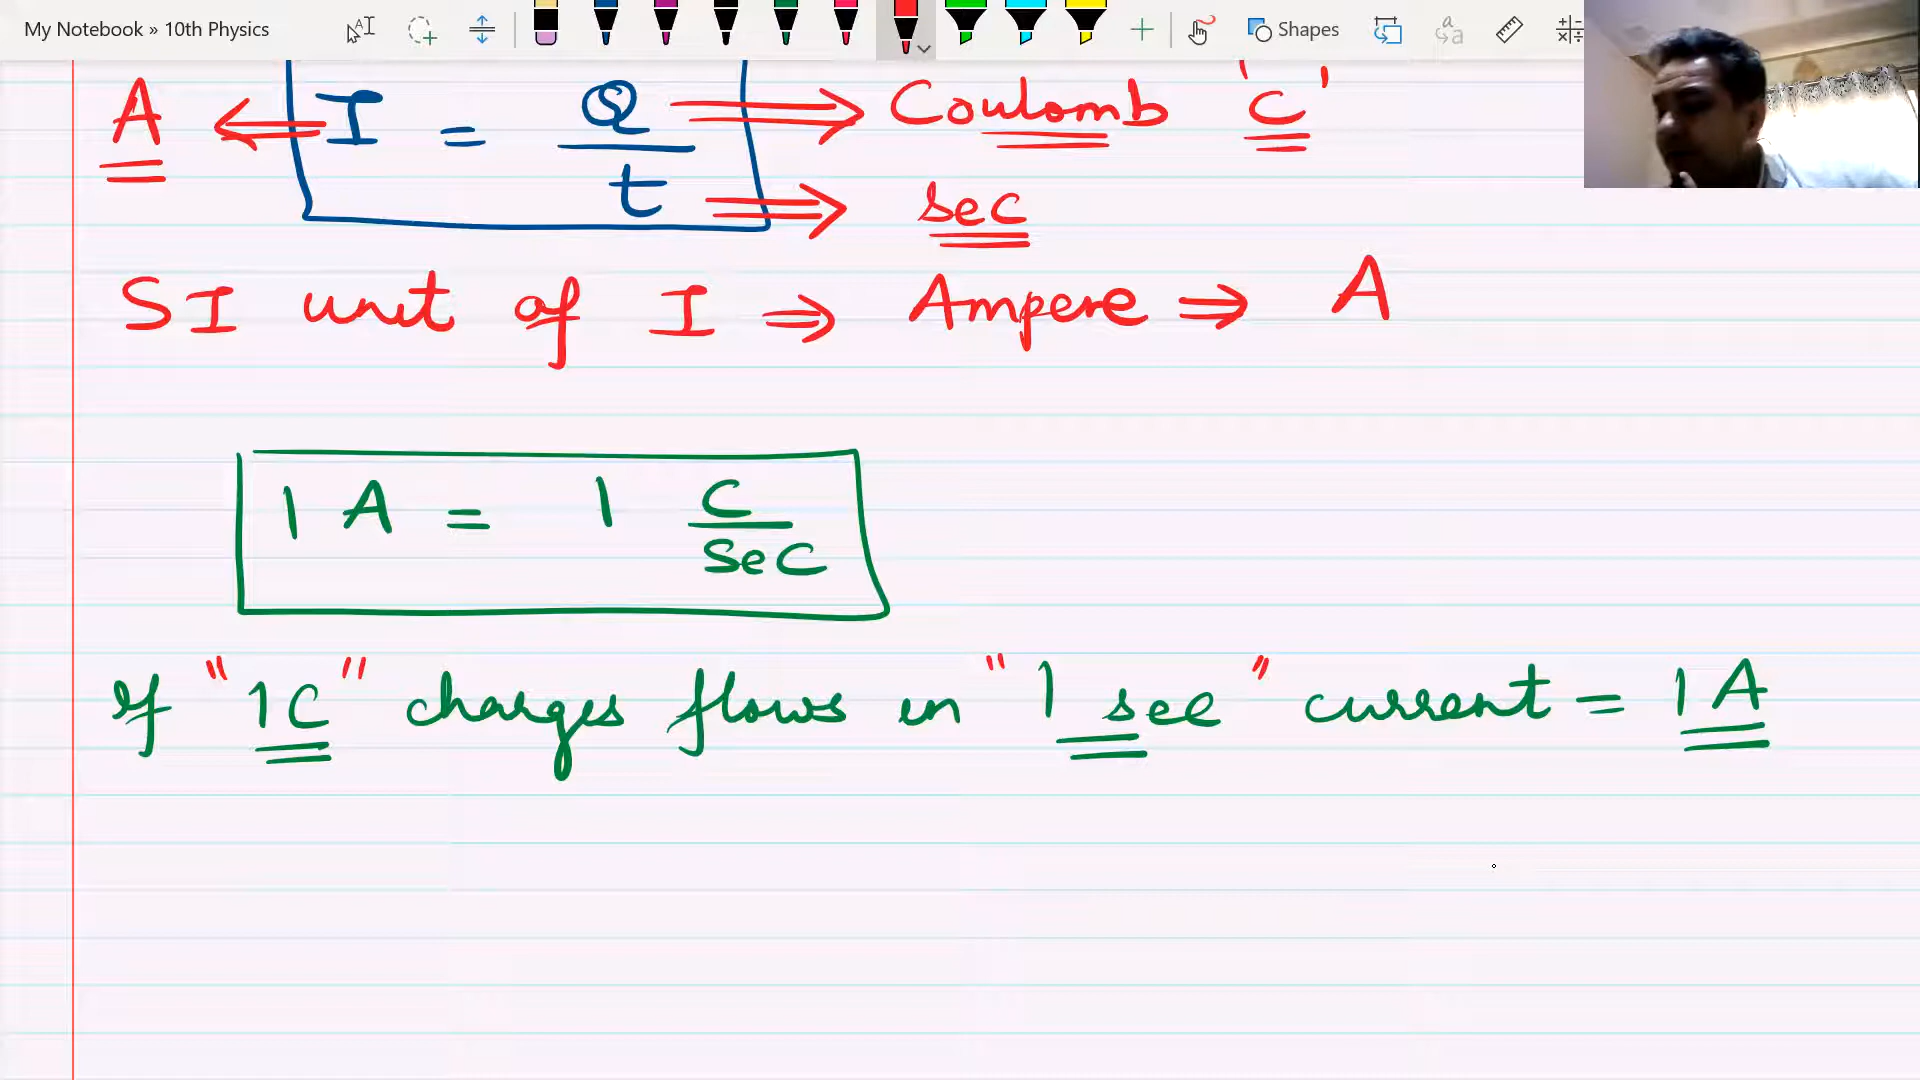 My Notebook » 10th Physics
Shapes
A ⇐ I = Q/t ⇒ Coulomb 'C'
⇒ sec
SI unit of I ⇒ Ampere ⇒ A
1 A = 1 C/sec
If "1C" charges flows in "1 sec" current = 1 A